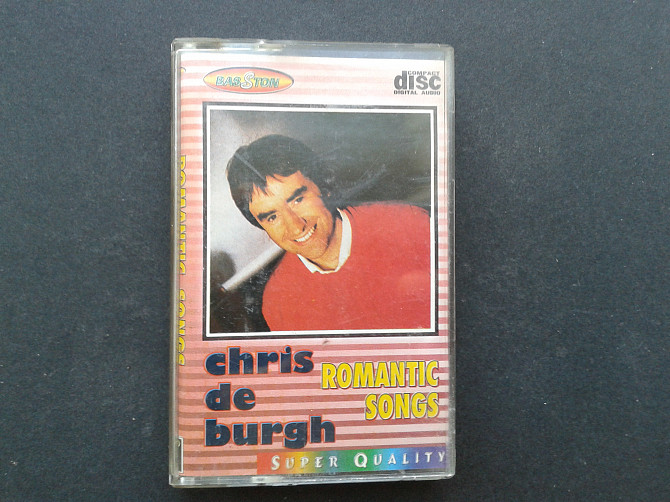 BASSTON
COMPACT
disc
DIGITAL AUDIO
ROMANTIC SONGS
chris
de
burgh
ROMANTIC
SONGS
SUPER QUALITY